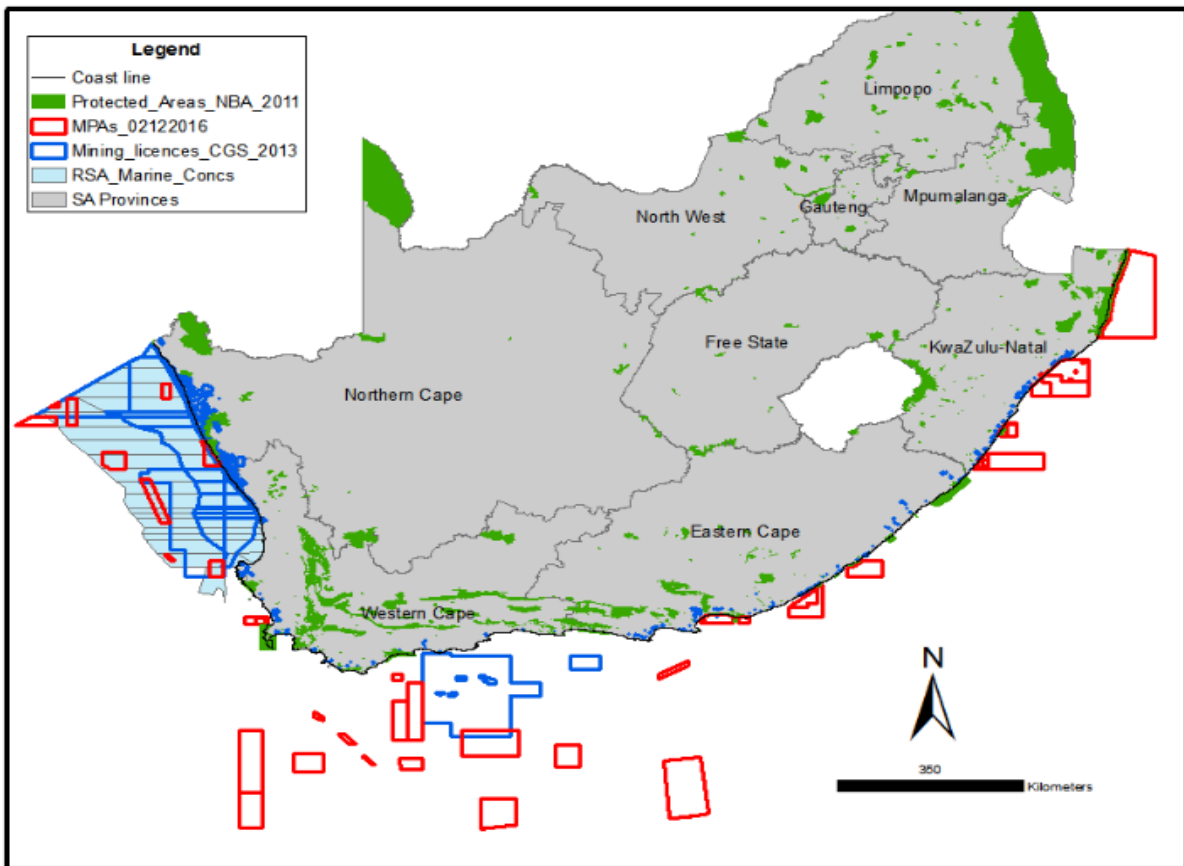 Legend
Coast line
Protected_Areas_NBA_2011
MPAs_02122016
Mining_licences_CGS_2013
RSA_Marine_Concs
SA Provinces
Limpopo
Mpumalanga
Gauteng
North West
Free State
KwaZulu-Natal
Northern Cape
Eastern Cape
Western Cape
N
350
Kilometers